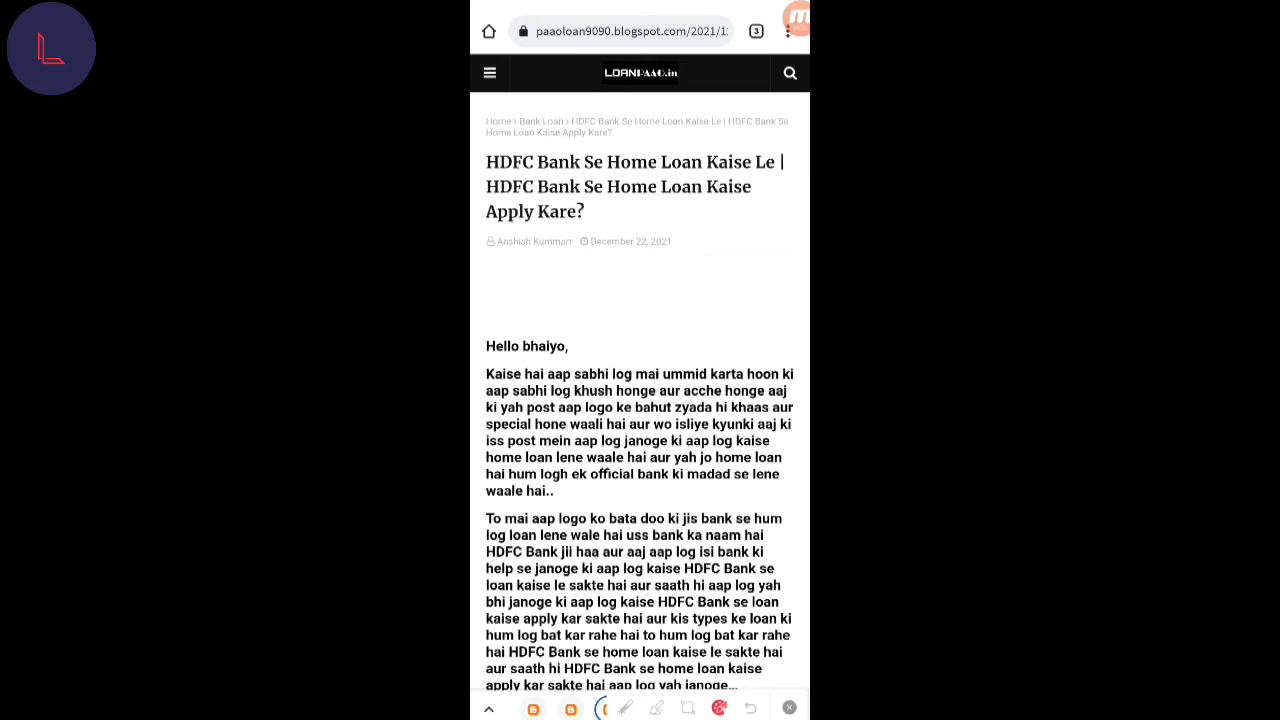 paaoloan9090.blogspot.com/2021/1
3
LOANPAAO.in
Home > Bank Loan > HDFC Bank Se Home Loan Kaise Le | HDFC Bank Se
Home Loan Kaise Apply Kare?
HDFC Bank Se Home Loan Kaise Le |
HDFC Bank Se Home Loan Kaise
Apply Kare?
Aashish Kummarr December 22, 2021
Hello bhaiyo,
Kaise hai aap sabhi log mai ummid karta hoon ki
aap sabhi log khush honge aur acche honge aaj
ki yah post aap logo ke bahut zyada hi khaas aur
special hone waali hai aur wo isliye kyunki aaj ki
iss post mein aap log janoge ki aap log kaise
home loan lene waale hai aur yah jo home loan
hai hum logh ek official bank ki madad se lene
waale hai..
To mai aap logo ko bata doo ki jis bank se hum
log loan lene wale hai uss bank ka naam hai
HDFC Bank jii haa aur aaj aap log isi bank ki
help se janoge ki aap log kaise HDFC Bank se
loan kaise le sakte hai aur saath hi aap log yah
bhi janoge ki aap log kaise HDFC Bank se loan
kaise apply kar sakte hai aur kis types ke loan ki
hum log bat kar rahe hai to hum log bat kar rahe
hai HDFC Bank se home loan kaise le sakte hai
aur saath hi HDFC Bank se home loan kaise
apply kar sakte hai aap log yah janoge...